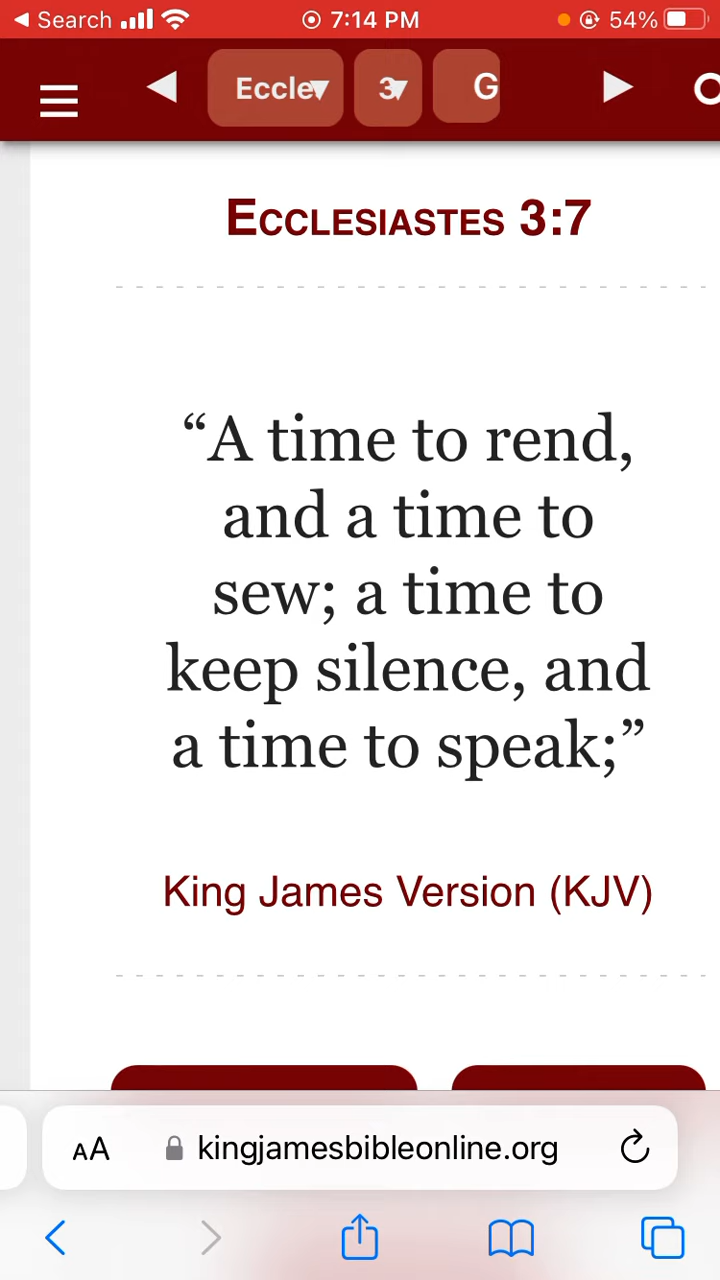 Search 7:14 PM 54%
Eccle 3 G
ECCLESIASTES 3:7
“A time to rend,
and a time to
sew; a time to
keep silence, and
a time to speak;”
King James Version (KJV)
AA kingjamesbibleonline.org